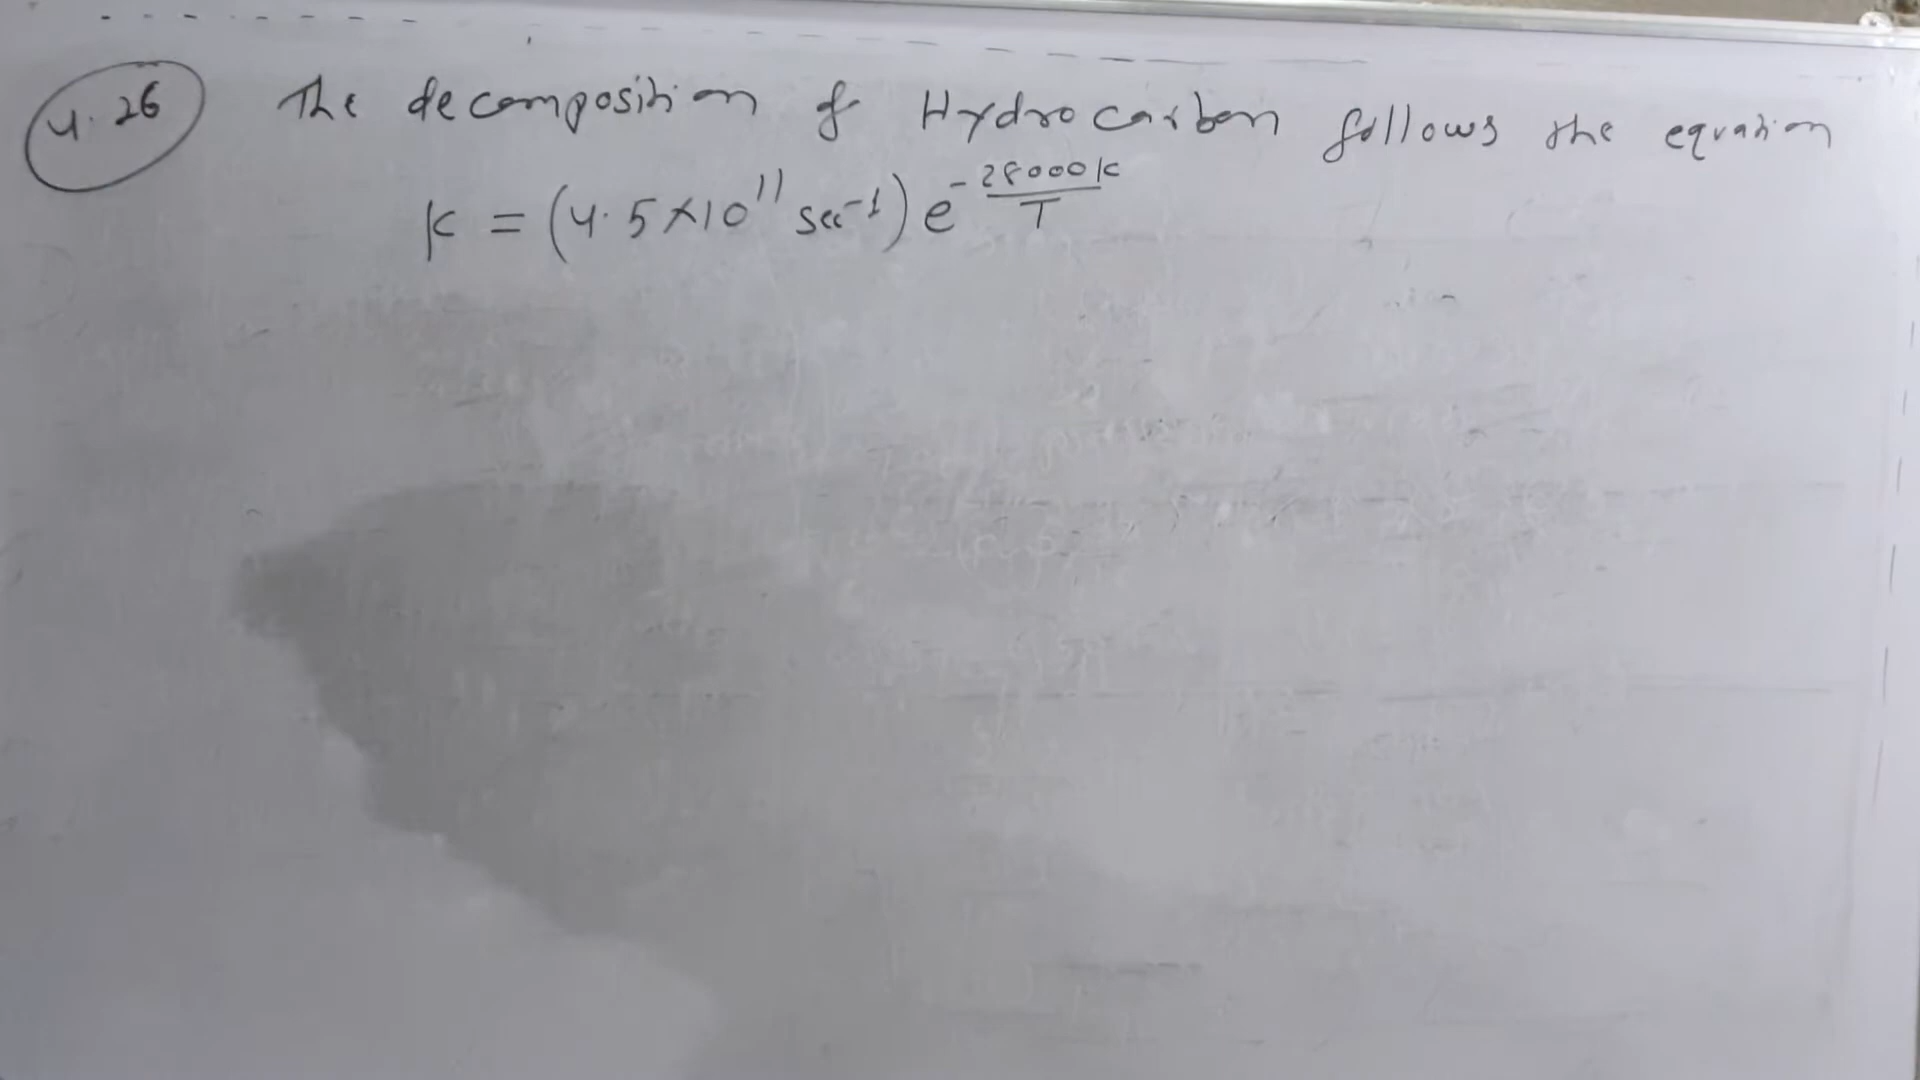 4.26 The decomposition of Hydrocarbon follows the equation
K = (4.5×10¹¹ sec⁻¹) e^-28000K/T